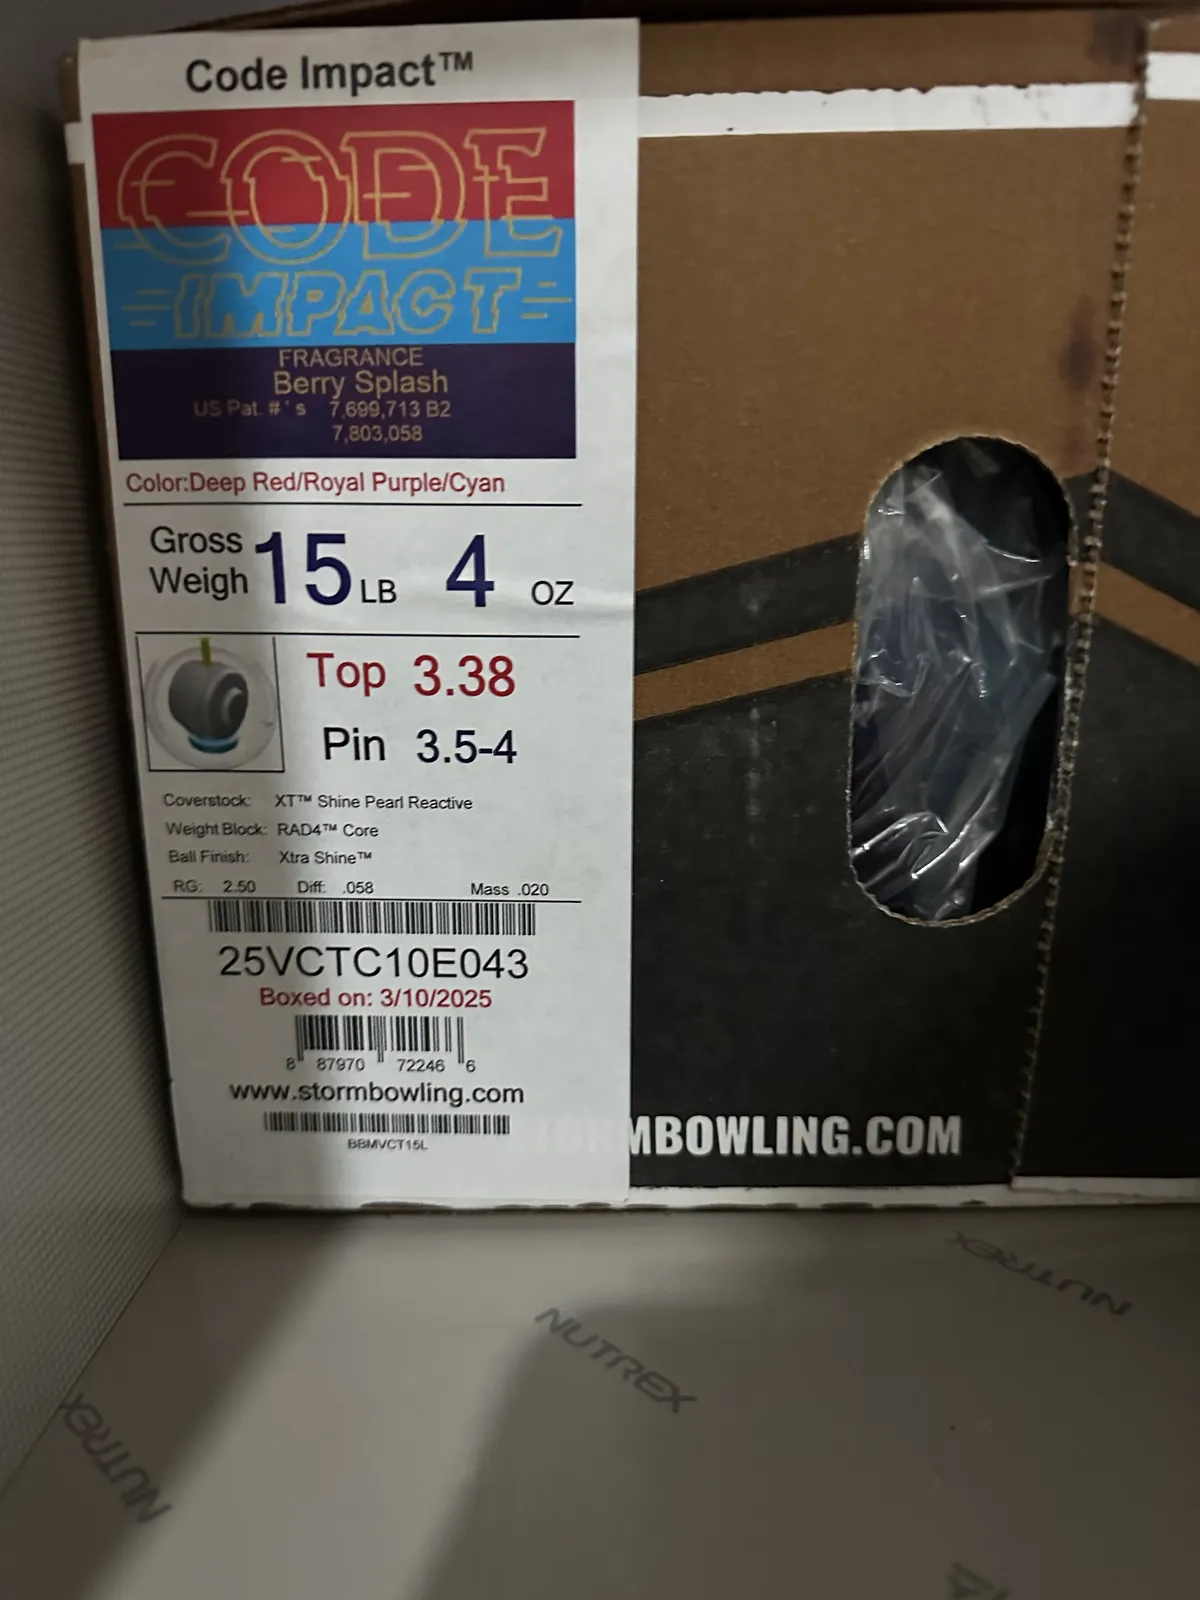 Code Impact™
CODE
IMPACT
FRAGRANCE
Berry Splash
US Pat. #'s 7,699,713 B2
7,803,058
Color:Deep Red/Royal Purple/Cyan
Gross
Weigh 15 LB 4 OZ
Top 3.38
Pin 3.5-4
Coverstock: XT™ Shine Pearl Reactive
Weight Block: RAD4™ Core
Ball Finish: Xtra Shine™
RG: 2.50 Diff: .058 Mass .020
25VCTC10E043
Boxed on: 3/10/2025
8 87970 72246 6
www.stormbowling.com
BBMVCT15L
STORMBOWLING.COM
NUTREX
NUTREX
NUTREX